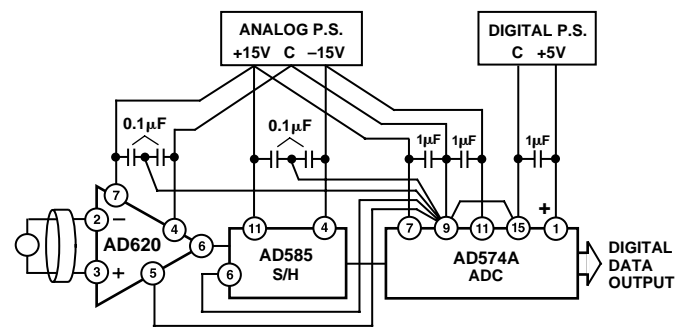 ANALOG P.S.
+15V C –15V
DIGITAL P.S.
C +5V
0.1μF
0.1μF
1μF
1μF
1μF
7
2
–
4
AD620
6
3
+
5
11
4
AD585
S/H
6
7
9
11
15
+
1
AD574A
ADC
DIGITAL
DATA
OUTPUT